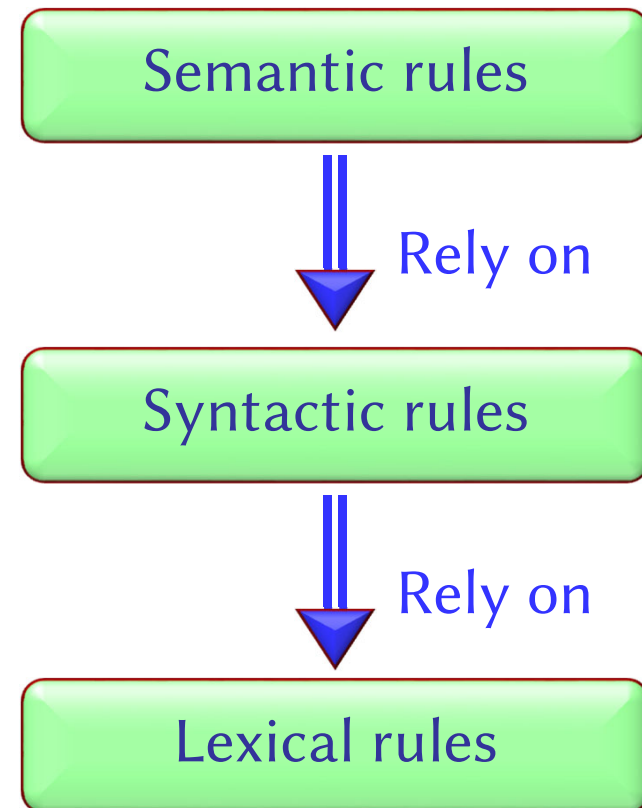 Semantic rules
Rely on
Syntactic rules
Rely on
Lexical rules